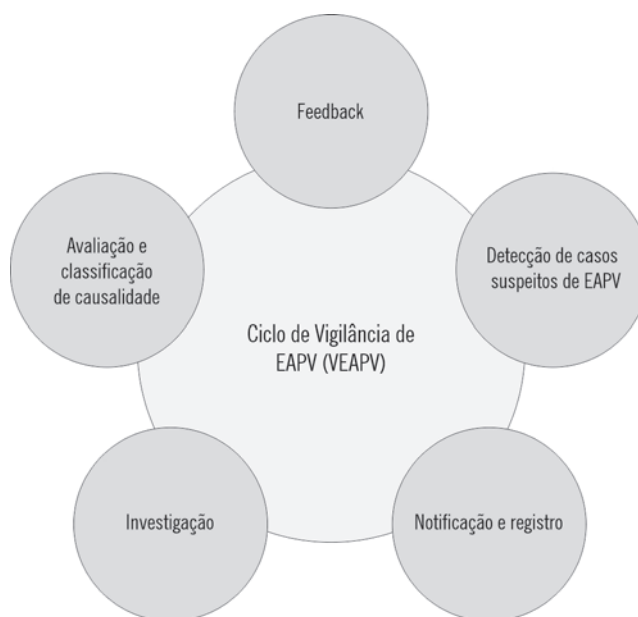 Feedback
Avaliação e
classificação
de causalidade
Detecção de casos
suspeitos de EAPV
Ciclo de Vigilância de
EAPV (VEAPV)
Investigação
Notificação e registro